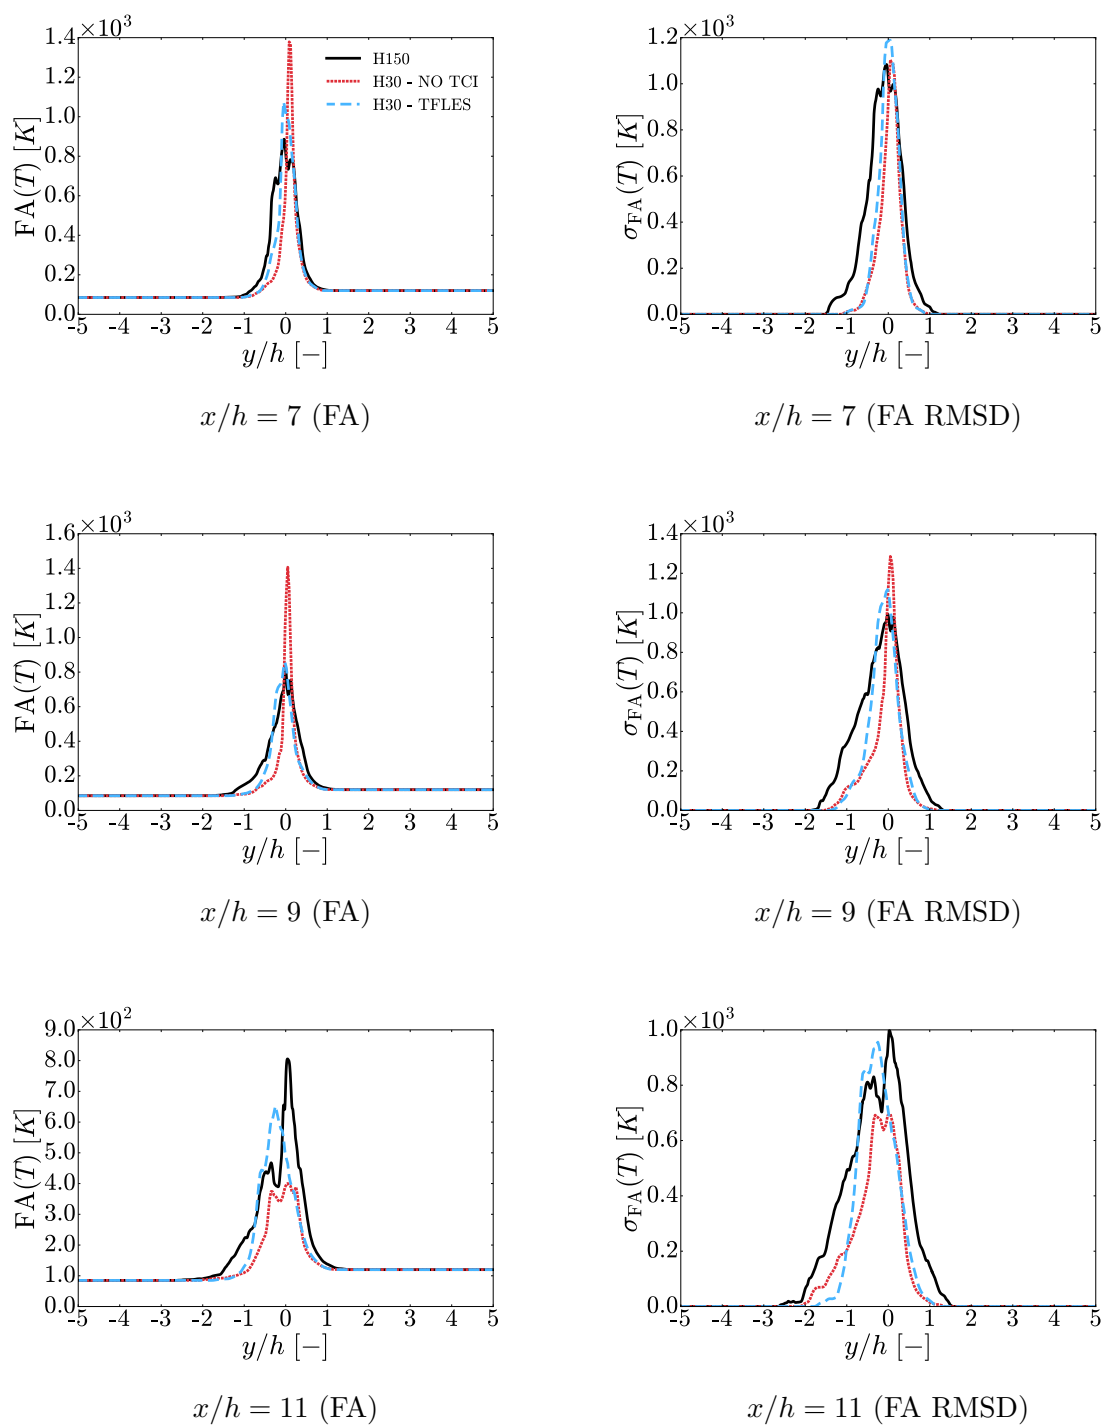 1.4×10³
1.2
1.0
0.8
0.6
0.4
0.2
0.0
FA(T) [K]
H150
H30 - NO TCI
H30 - TFLES
-5 -4 -3 -2 -1 0 1 2 3 4 5
y/h [−]
x/h = 7 (FA)
1.2×10³
1.0
0.8
0.6
0.4
0.2
0.0
σFA(T) [K]
-5 -4 -3 -2 -1 0 1 2 3 4 5
y/h [−]
x/h = 7 (FA RMSD)
1.6×10³
1.4
1.2
1.0
0.8
0.6
0.4
0.2
0.0
FA(T) [K]
-5 -4 -3 -2 -1 0 1 2 3 4 5
y/h [−]
x/h = 9 (FA)
1.4×10³
1.2
1.0
0.8
0.6
0.4
0.2
0.0
σFA(T) [K]
-5 -4 -3 -2 -1 0 1 2 3 4 5
y/h [−]
x/h = 9 (FA RMSD)
9.0×10²
8.0
7.0
6.0
5.0
4.0
3.0
2.0
1.0
0.0
FA(T) [K]
-5 -4 -3 -2 -1 0 1 2 3 4 5
y/h [−]
x/h = 11 (FA)
1.0×10³
0.8
0.6
0.4
0.2
0.0
σFA(T) [K]
-5 -4 -3 -2 -1 0 1 2 3 4 5
y/h [−]
x/h = 11 (FA RMSD)